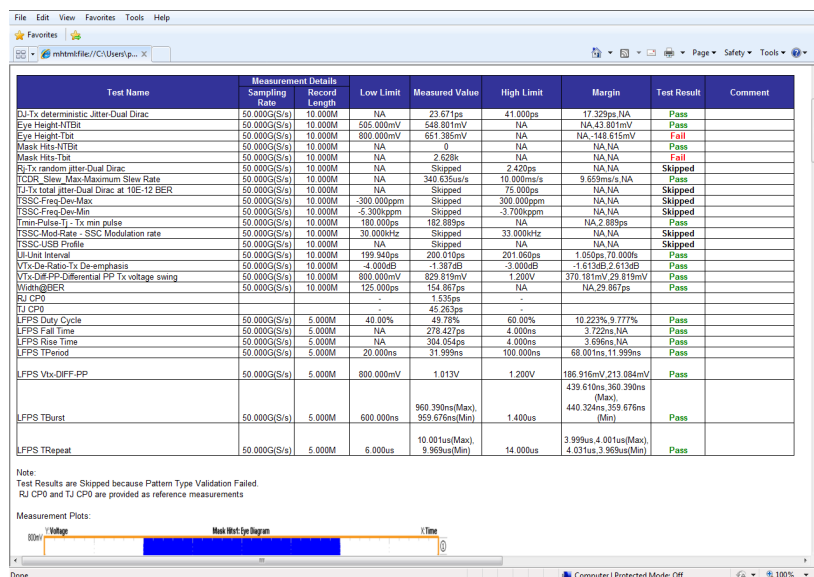 File Edit View Favorites Tools Help
Favorites
mhtml:file://C:\Users\p... X
Page Safety Tools
Test Name Measurement Details Low Limit Measured Value High Limit Margin Test Result Comment
Sampling Rate Record Length
DJ-Tx deterministic Jitter-Dual Dirac 50.000G(S/s) 10.000M NA 23.671ps 41.000ps 17.329ps,NA Pass
Eye Height-NTBit 50.000G(S/s) 10.000M 505.000mV 548.801mV NA NA,43.801mV Pass
Eye Height-Tbit 50.000G(S/s) 10.000M 800.000mV 651.385mV NA NA,-148.615mV Fail
Mask Hits-NTBit 50.000G(S/s) 10.000M NA 0 NA NA,NA Pass
Mask Hits-Tbit 50.000G(S/s) 10.000M NA 2.628k NA NA,NA Fail
Rj-Tx random jitter-Dual Dirac 50.000G(S/s) 10.000M NA Skipped 2.420ps NA,NA Skipped
TCDR_Slew_Max-Maximum Slew Rate 50.000G(S/s) 10.000M NA 340.635us/s 10.000ms/s 9.659ms/s,NA Pass
TJ-Tx total jitter-Dual Dirac at 10E-12 BER 50.000G(S/s) 10.000M NA Skipped 75.000ps NA,NA Skipped
TSSC-Freq-Dev-Max 50.000G(S/s) 10.000M -300.000ppm Skipped 300.000ppm NA,NA Skipped
TSSC-Freq-Dev-Min 50.000G(S/s) 10.000M -5.300kppm Skipped -3.700kppm NA,NA Skipped
Tmin-Pulse-Tj - Tx min pulse 50.000G(S/s) 10.000M 180.000ps 182.889ps NA NA,2.889ps Pass
TSSC-Mod-Rate - SSC Modulation rate 50.000G(S/s) 10.000M 30.000kHz Skipped 33.000kHz NA,NA Skipped
TSSC-USB Profile 50.000G(S/s) 10.000M NA Skipped NA NA,NA Skipped
UI-Unit Interval 50.000G(S/s) 10.000M 199.940ps 200.010ps 201.060ps 1.050ps,70.000fs Pass
VTx-De-Ratio-Tx De-emphasis 50.000G(S/s) 10.000M -4.000dB -1.387dB -3.000dB -1.613dB,2.613dB Pass
VTx-Diff-PP-Differential PP Tx voltage swing 50.000G(S/s) 10.000M 800.000mV 829.819mV 1.200V 370.181mV,29.819mV Pass
Width@BER 50.000G(S/s) 10.000M 125.000ps 154.867ps NA NA,29.867ps Pass
RJ CP0 - 1.535ps -
TJ CP0 - 45.263ps -
LFPS Duty Cycle 50.000G(S/s) 5.000M 40.00% 49.78% 60.00% 10.223%,9.777% Pass
LFPS Fall Time 50.000G(S/s) 5.000M NA 278.427ps 4.000ns 3.722ns,NA Pass
LFPS Rise Time 50.000G(S/s) 5.000M NA 304.054ps 4.000ns 3.696ns,NA Pass
LFPS TPeriod 50.000G(S/s) 5.000M 20.000ns 31.999ns 100.000ns 68.001ns,11.999ns Pass
LFPS Vtx-DIFF-PP 50.000G(S/s) 5.000M 800.000mV 1.013V 1.200V 186.916mV,213.084mV Pass
LFPS TBurst 50.000G(S/s) 5.000M 600.000ns 960.390ns(Max), 959.676ns(Min) 1.400us 439.610ns,360.390ns (Max), 440.324ns,359.676ns (Min) Pass
LFPS TRepeat 50.000G(S/s) 5.000M 6.000us 10.001us(Max), 9.969us(Min) 14.000us 3.999us,4.001us(Max), 4.031us,3.969us(Min) Pass
Note:
Test Results are Skipped because Pattern Type Validation Failed.
RJ CP0 and TJ CP0 are provided as reference measurements
Measurement Plots:
Y:Voltage Mask Hits1: Eye Diagram X:Time
800mV
Done Computer | Protected Mode: Off 100%